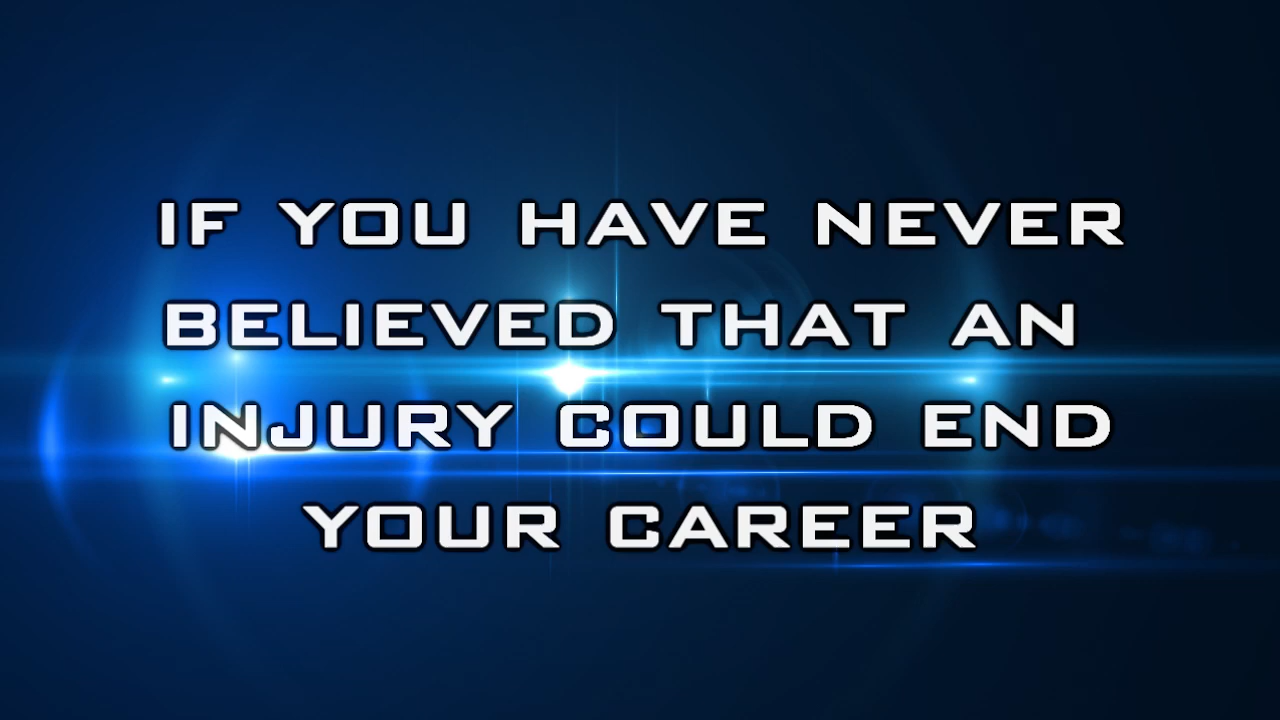 IF YOU HAVE NEVER
BELIEVED THAT AN
INJURY COULD END
YOUR CAREER